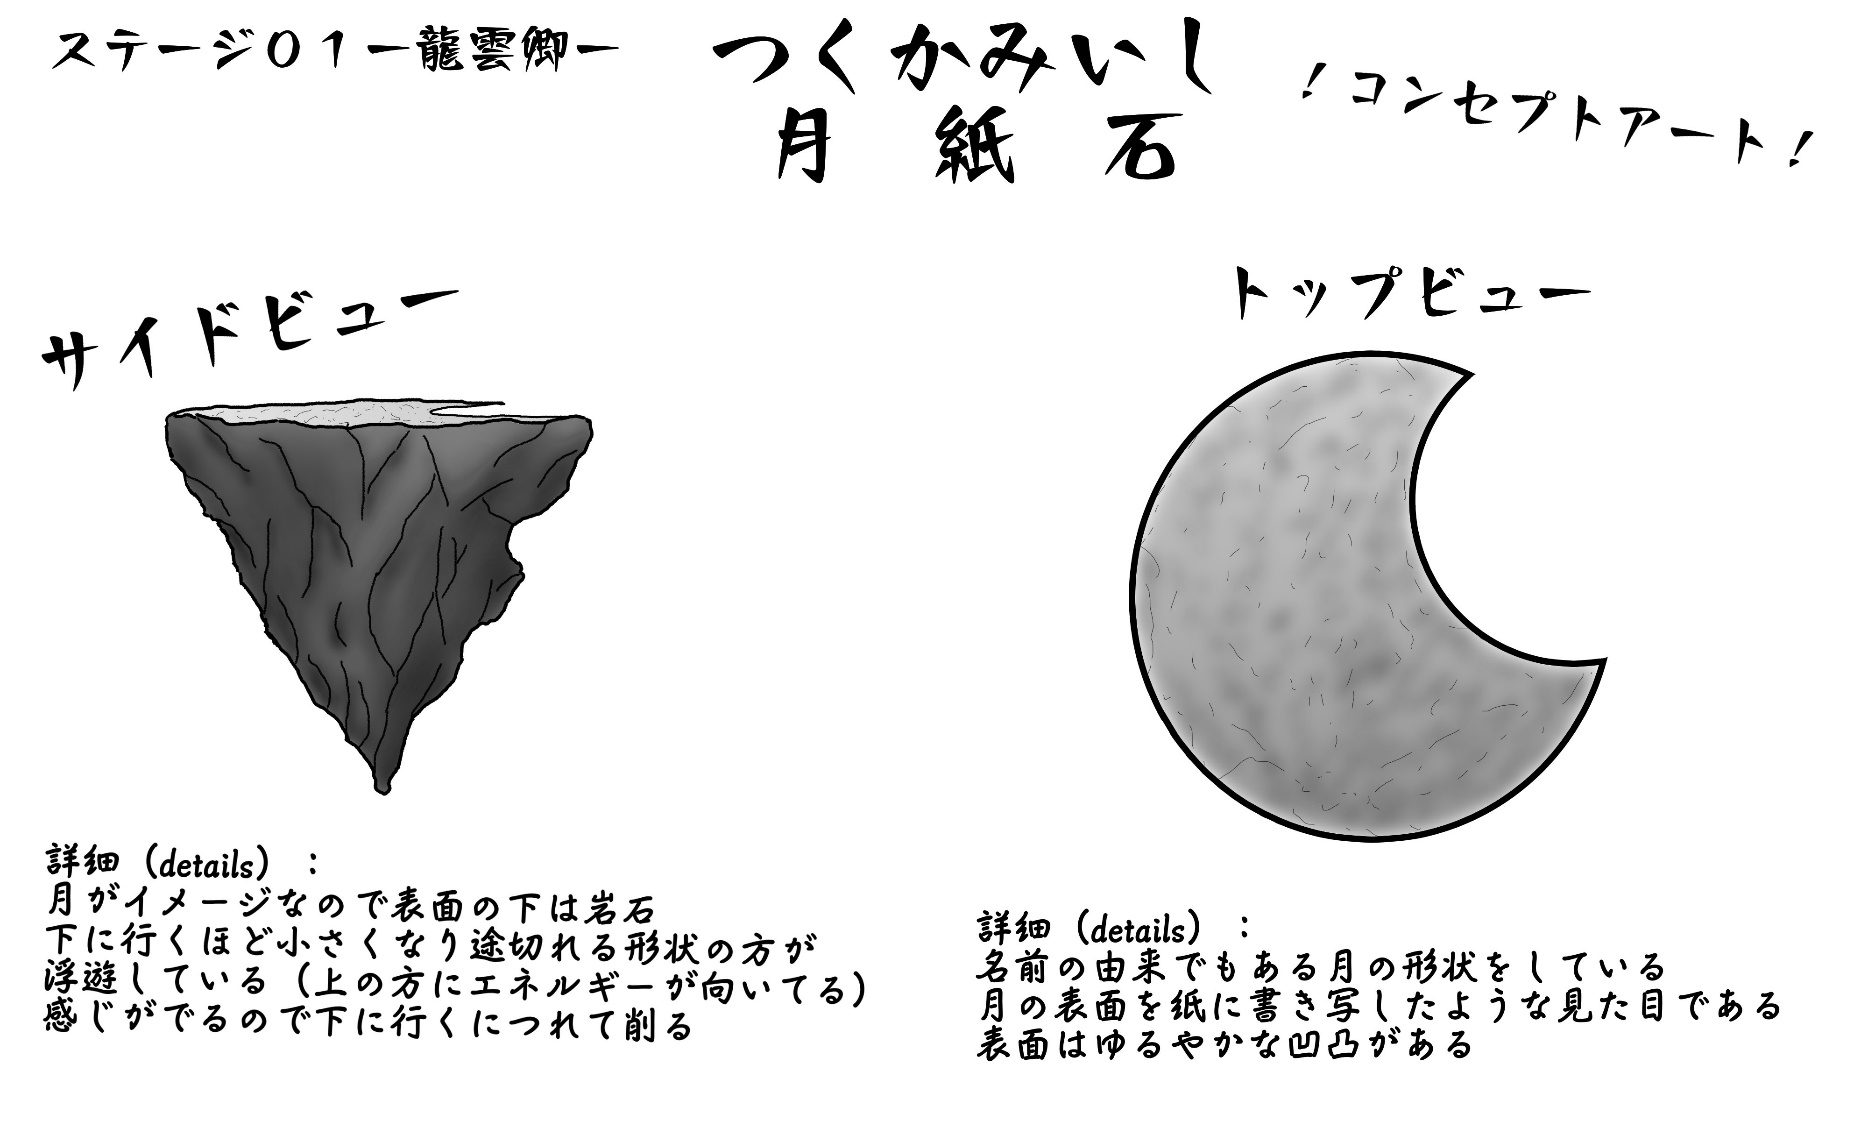 ステージ01ー龍雲郷ー
つくかみいし
月紙石
！コンセプトアート！
サイドビュー
トップビュー
詳細（details）：
月がイメージなので表面の下は岩石
下に行くほど小さくなり途切れる形状の方が
浮遊している（上の方にエネルギーが向いてる）
感じがでるので下に行くにつれて削る
詳細（details）：
名前の由来でもある月の形状をしている
月の表面を紙に書き写したような見た目である
表面はゆるやかな凹凸がある